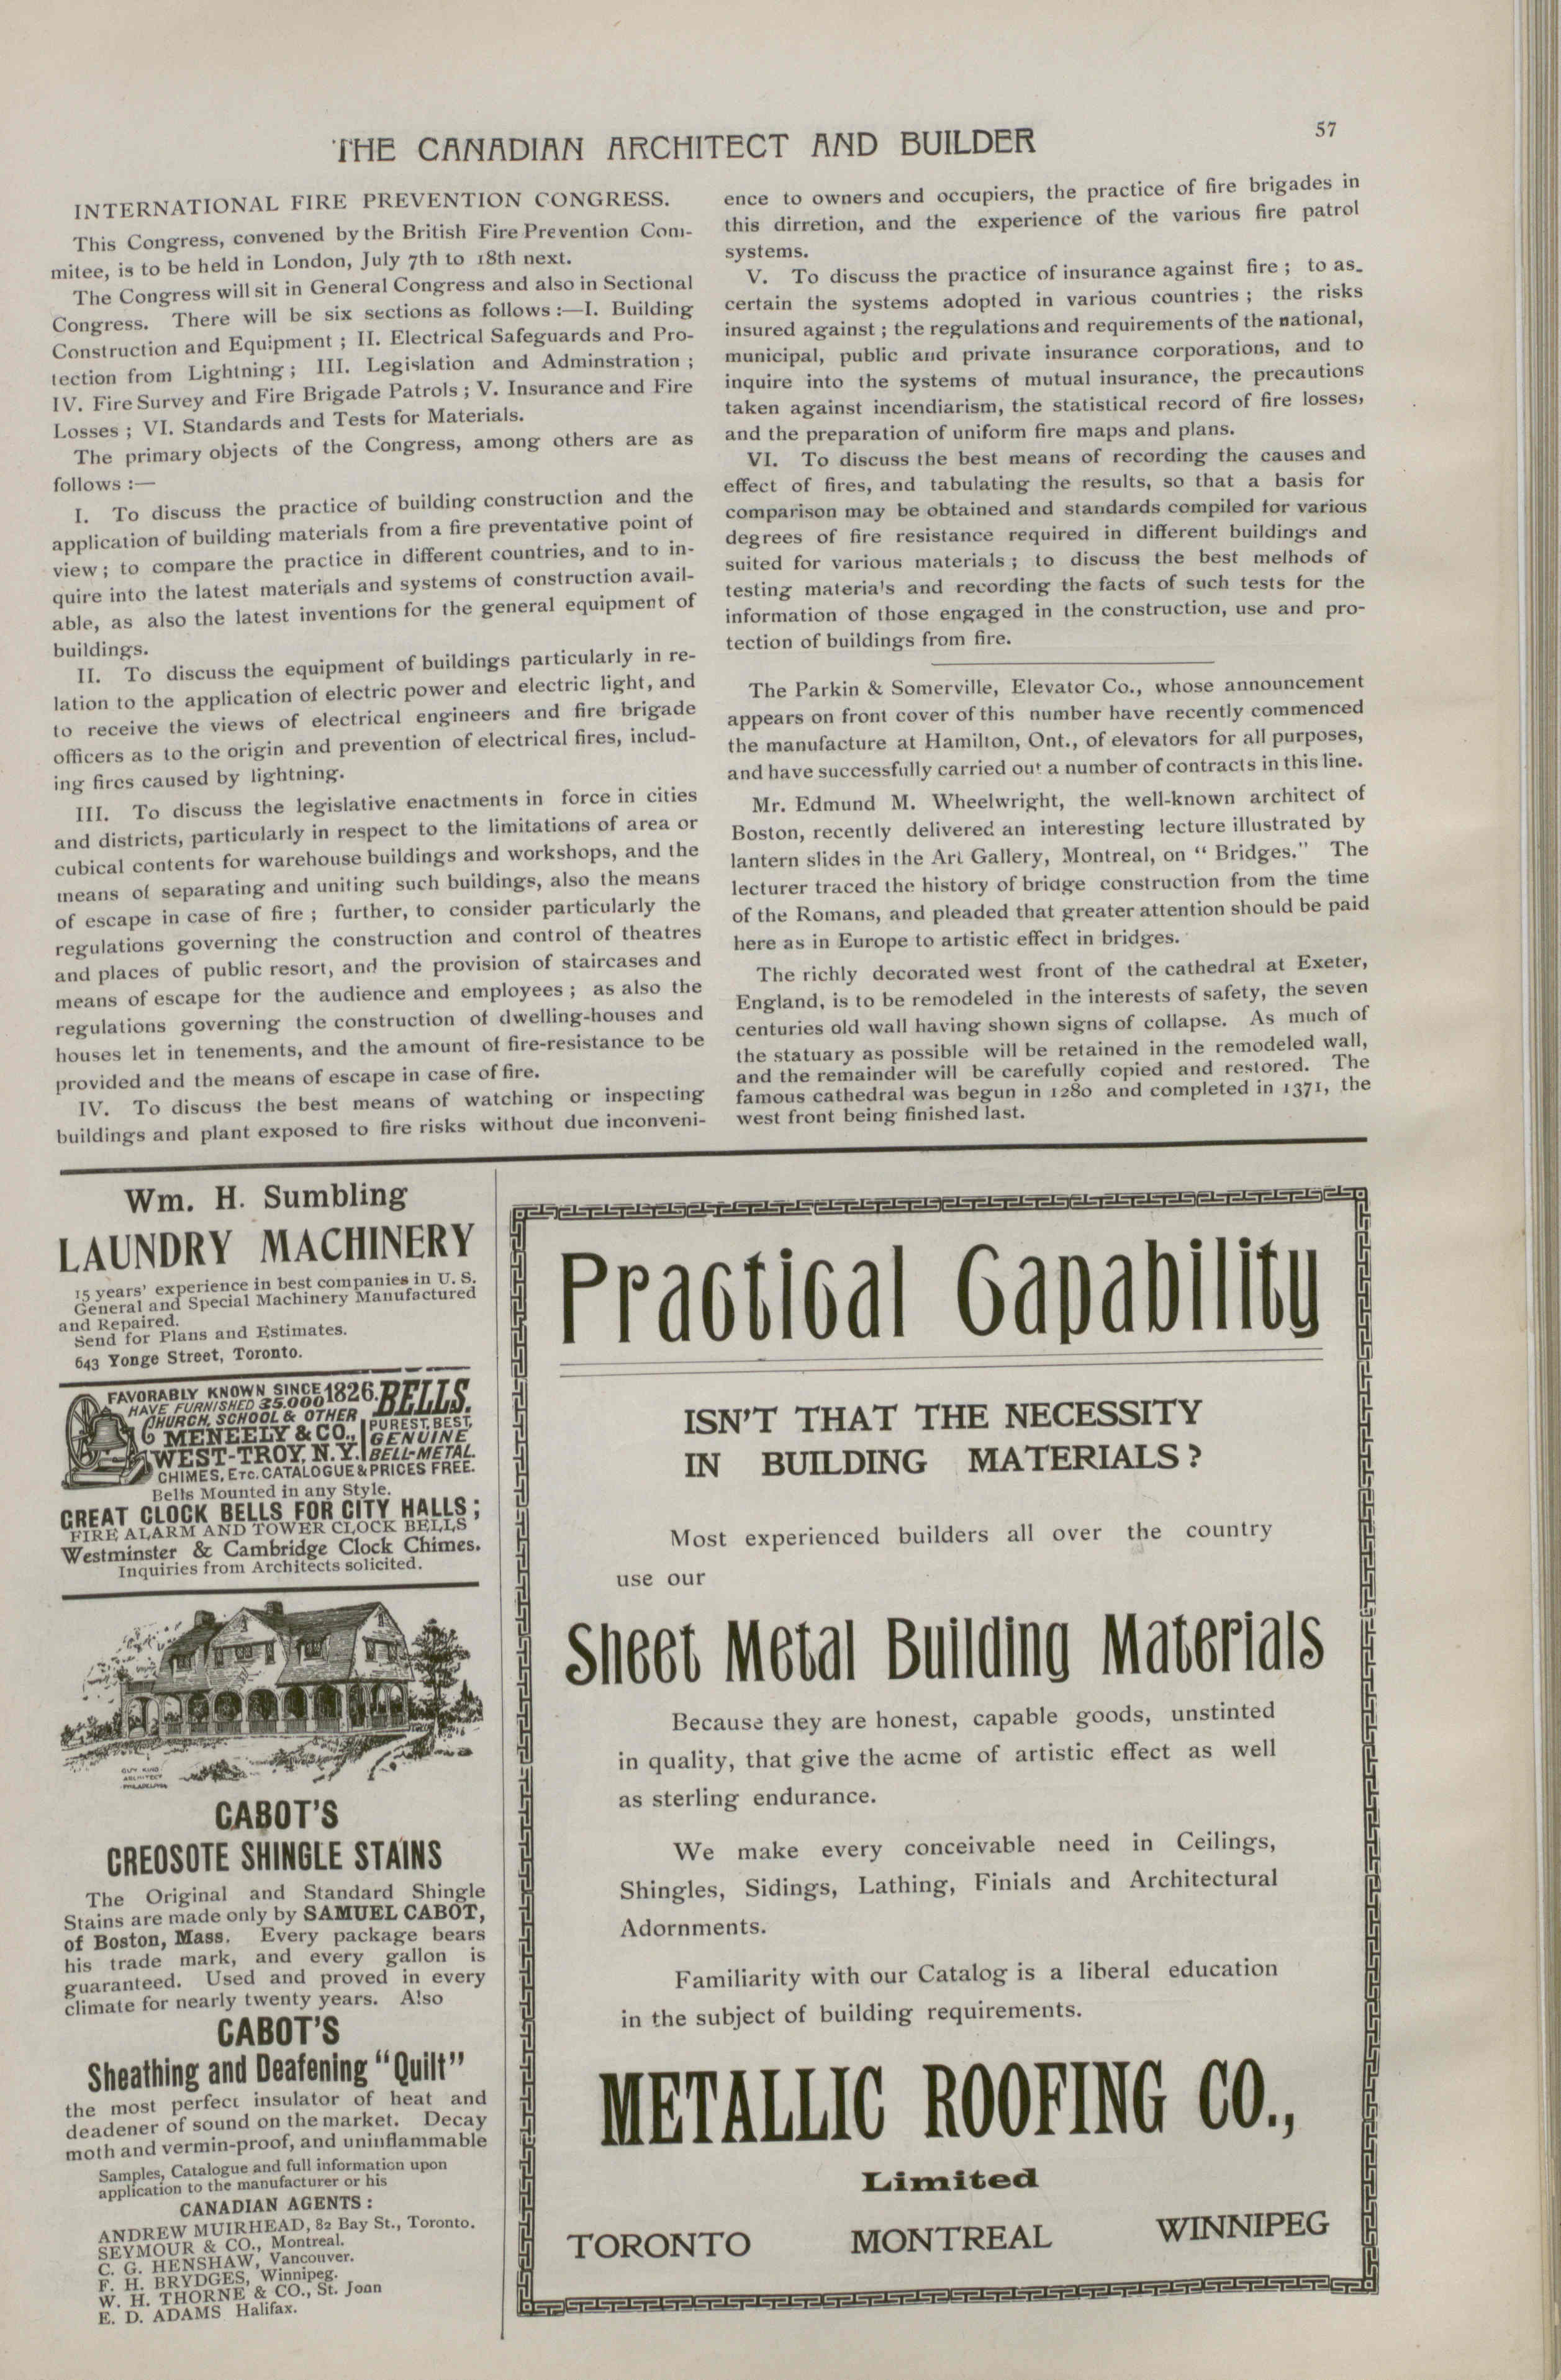 THE CANADIAN ARCHITECT AND BUILDER
57
INTERNATIONAL FIRE PREVENTION CONGRESS.
This Congress, convened by the British Fire Prevention Com-
mitee, is to be held in London, July 7th to 18th next.
The Congress will sit in General Congress and also in Sectional
Congress. There will be six sections as follows :—I. Building
Construction and Equipment ; II. Electrical Safeguards and Pro-
tection from Lightning ; III. Legislation and Adminstration ;
IV. Fire Survey and Fire Brigade Patrols ; V. Insurance and Fire
Losses ; VI. Standards and Tests for Materials.
The primary objects of the Congress, among others are as
follows :—
I. To discuss the practice of building construction and the
application of building materials from a fire preventative point of
view ; to compare the practice in different countries, and to in-
quire into the latest materials and systems of construction avail-
able, as also the latest inventions for the general equipment of
buildings.
II. To discuss the equipment of buildings particularly in re-
lation to the application of electric power and electric light, and
to receive the views of electrical engineers and fire brigade
officers as to the origin and prevention of electrical fires, includ-
ing fires caused by lightning.
III. To discuss the legislative enactments in force in cities
and districts, particularly in respect to the limitations of area or
cubical contents for warehouse buildings and workshops, and the
means of separating and uniting such buildings, also the means
of escape in case of fire ; further, to consider particularly the
regulations governing the construction and control of theatres
and places of public resort, and the provision of staircases and
means of escape for the audience and employees ; as also the
regulations governing the construction of dwelling-houses and
houses let in tenements, and the amount of fire-resistance to be
provided and the means of escape in case of fire.
IV. To discuss the best means of watching or inspecting
buildings and plant exposed to fire risks without due inconveni-
ence to owners and occupiers, the practice of fire brigades in
this dirretion, and the experience of the various fire patrol
systems.
V. To discuss the practice of insurance against fire ; to as-
certain the systems adopted in various countries ; the risks
insured against ; the regulations and requirements of the national,
municipal, public and private insurance corporations, and to
inquire into the systems of mutual insurance, the precautions
taken against incendiarism, the statistical record of fire losses,
and the preparation of uniform fire maps and plans.
VI. To discuss the best means of recording the causes and
effect of fires, and tabulating the results, so that a basis for
comparison may be obtained and standards compiled for various
degrees of fire resistance required in different buildings and
suited for various materials ; to discuss the best melhods of
testing materia's and recording the facts of such tests for the
information of those engaged in the construction, use and pro-
tection of buildings from fire.
The Parkin & Somerville, Elevator Co., whose announcement
appears on front cover of this number have recently commenced
the manufacture at Hamilton, Ont., of elevators for all purposes,
and have successfully carried out a number of contracts in this line.
Mr. Edmund M. Wheelwright, the well-known architect of
Boston, recently delivered an interesting lecture illustrated by
lantern slides in the Art Gallery, Montreal, on " Bridges." The
lecturer traced the history of bridge construction from the time
of the Romans, and pleaded that greater attention should be paid
here as in Europe to artistic effect in bridges.
The richly decorated west front of the cathedral at Exeter,
England, is to be remodeled in the interests of safety, the seven
centuries old wall having shown signs of collapse. As much of
the statuary as possible will be retained in the remodeled wall,
and the remainder will be carefully copied and restored. The
famous cathedral was begun in 1280 and completed in 1371, the
west front being finished last.
Wm. H. Sumbling
LAUNDRY MACHINERY
15 years' experience in best companies in U. S.
General and Special Machinery Manufactured
and Repaired.
Send for Plans and Estimates.
643 Yonge Street, Toronto.
FAVORABLY KNOWN SINCE 1826. BELLS.
HAVE FURNISHED 35.000
CHURCH, SCHOOL & OTHER PUREST, BEST,
MENEELY & CO., GENUINE
WEST-TROY, N. Y. BELL-METAL
CHIMES, ETC. CATALOGUE & PRICES FREE.
Bells Mounted in any Style.
GREAT CLOCK BELLS FOR CITY HALLS ;
FIRE ALARM AND TOWER CLOCK BELLS
Westminster & Cambridge Clock Chimes.
Inquiries from Architects solicited.
GUY KING
ARCHITECT
PHILADELPHIA
CABOT'S
CREOSOTE SHINGLE STAINS
The Original and Standard Shingle
Stains are made only by SAMUEL CABOT,
of Boston, Mass. Every package bears
his trade mark, and every gallon is
guaranteed. Used and proved in every
climate for nearly twenty years. Also
CABOT'S
Sheathing and Deafening "Quilt"
the most perfect insulator of heat and
deadener of sound on the market. Decay
moth and vermin-proof, and uninflammable
Samples, Catalogue and full information upon
application to the manufacturer or his
CANADIAN AGENTS :
ANDREW MUIRHEAD, 82 Bay St., Toronto.
SEYMOUR & CO., Montreal.
C. G. HENSHAW, Vancouver.
F. H. BRYDGES, Winnipeg.
W. H. THORNE & CO., St. Joan
E. D. ADAMS Halifax.
Practical Capability
ISN'T THAT THE NECESSITY
IN BUILDING MATERIALS ?
Most experienced builders all over the country
use our
Sheet Metal Building Materials
Because they are honest, capable goods, unstinted
in quality, that give the acme of artistic effect as well
as sterling endurance.
We make every conceivable need in Ceilings,
Shingles, Sidings, Lathing, Finials and Architectural
Adornments.
Familiarity with our Catalog is a liberal education
in the subject of building requirements.
METALLIC ROOFING CO.,
Limited
TORONTO MONTREAL WINNIPEG